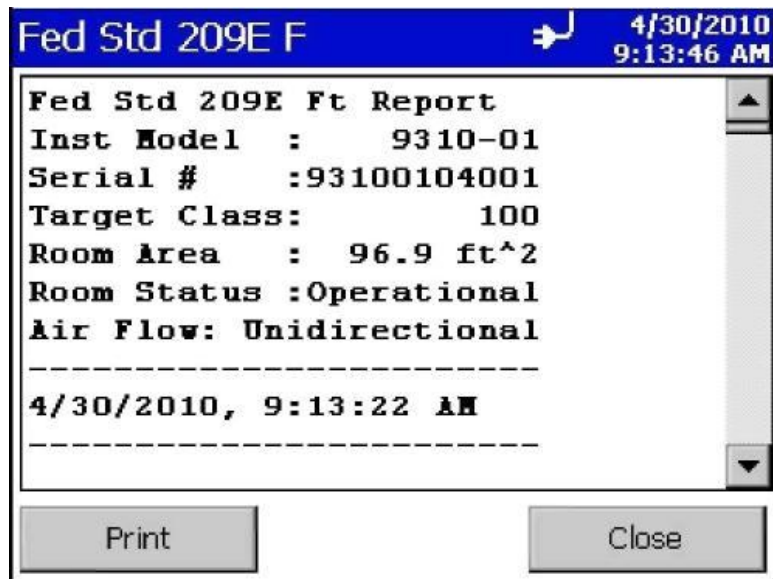 Fed Std 209E F
4/30/2010
9:13:46 AM
Fed Std 209E Ft Report
Inst Model : 9310-01
Serial # :93100104001
Target Class: 100
Room Area : 96.9 ft^2
Room Status :Operational
Air Flow: Unidirectional
--------------------------
4/30/2010, 9:13:22 AM
--------------------------
Print
Close